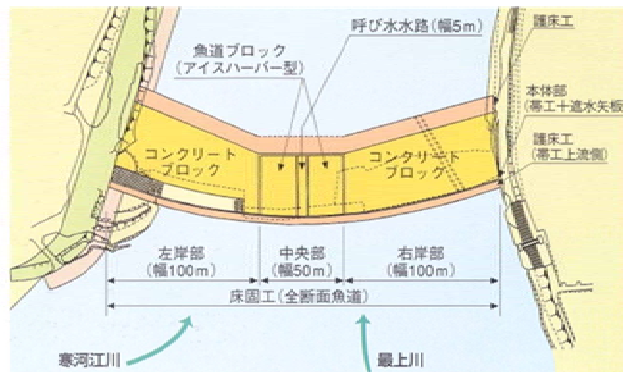 呼び水水路(幅5m)
護床工
魚道ブロック
(アイスハーバー型)
本体部
(帯工十遮水矢板)
護床工
(帯工上流側)
コンクリート
ブロック
コンクリート
ブロック
左岸部
(幅100m)
中央部
(幅50m)
右岸部
(幅100m)
床固工(全断面魚道)
寒河江川
最上川